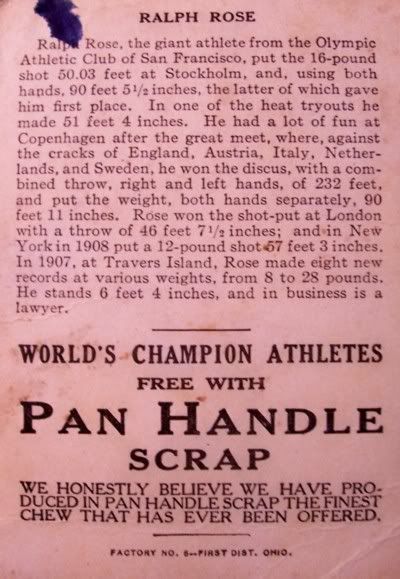 RALPH ROSE
Ralph Rose, the giant athlete from the Olympic
Athletic Club of San Francisco, put the 16-pound
shot 50.03 feet at Stockholm, and, using both
hands, 90 feet 5½ inches, the latter of which gave
him first place. In one of the heat tryouts he
made 51 feet 4 inches. He had a lot of fun at
Copenhagen after the great meet, where, against
the cracks of England, Austria, Italy, Nether-
lands, and Sweden, he won the discus, with a com-
bined throw, right and left hands, of 232 feet,
and put the weight, both hands separately, 90
feet 11 inches. Rose won the shot-put at London
with a throw of 46 feet 7½ inches; and in New
York in 1908 put a 12-pound shot 57 feet 3 inches.
In 1907, at Travers Island, Rose made eight new
records at various weights, from 8 to 28 pounds.
He stands 6 feet 4 inches, and in business is a
lawyer.
WORLD'S CHAMPION ATHLETES
FREE WITH
PAN HANDLE
SCRAP
WE HONESTLY BELIEVE WE HAVE PRO-
DUCED IN PAN HANDLE SCRAP THE FINEST
CHEW THAT HAS EVER BEEN OFFERED.
FACTORY NO. 6—FIRST DIST. OHIO.